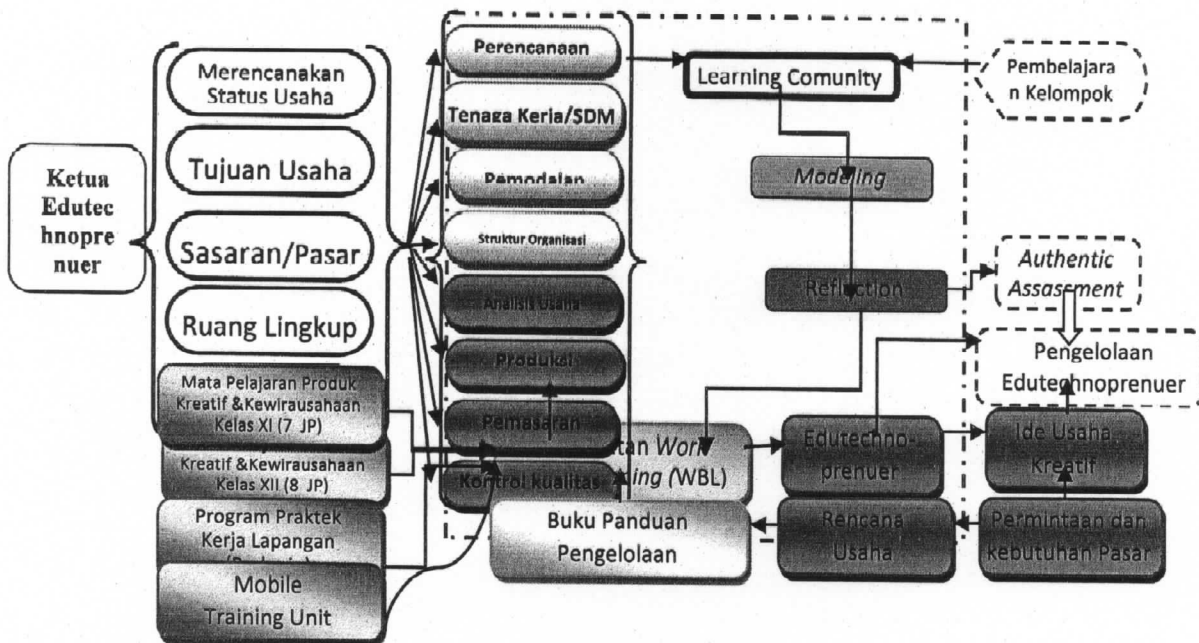 Ketua
Edutec
hnopre
nuer
Merencanakan
Status Usaha
Tujuan Usaha
Sasaran/Pasar
Ruang Lingkup
Mata Pelajaran Produk
Kreatif &Kewirausahaan
Kelas XI (7 JP)
Kreatif &Kewirausahaan
Kelas XII (8 JP)
Program Praktek
Kerja Lapangan
Mobile
Training Unit
Perencanaan
Tenaga Kerja/SDM
Pemodalan
Struktur Organisasi
Analisis Usaha
Produksi
Pemasaran
Kontrol kualitas
tan Work
ing (WBL)
Buku Panduan
Pengelolaan
Learning Comunity
Modeling
Reflection
Pembelajara
n Kelompok
Authentic
Assasment
Pengelolaan
Edutechnoprenuer
Edutechno-
prenuer
Ide Usaha
Kreatif
Rencana
Usaha
Permintaan dan
kebutuhan Pasar